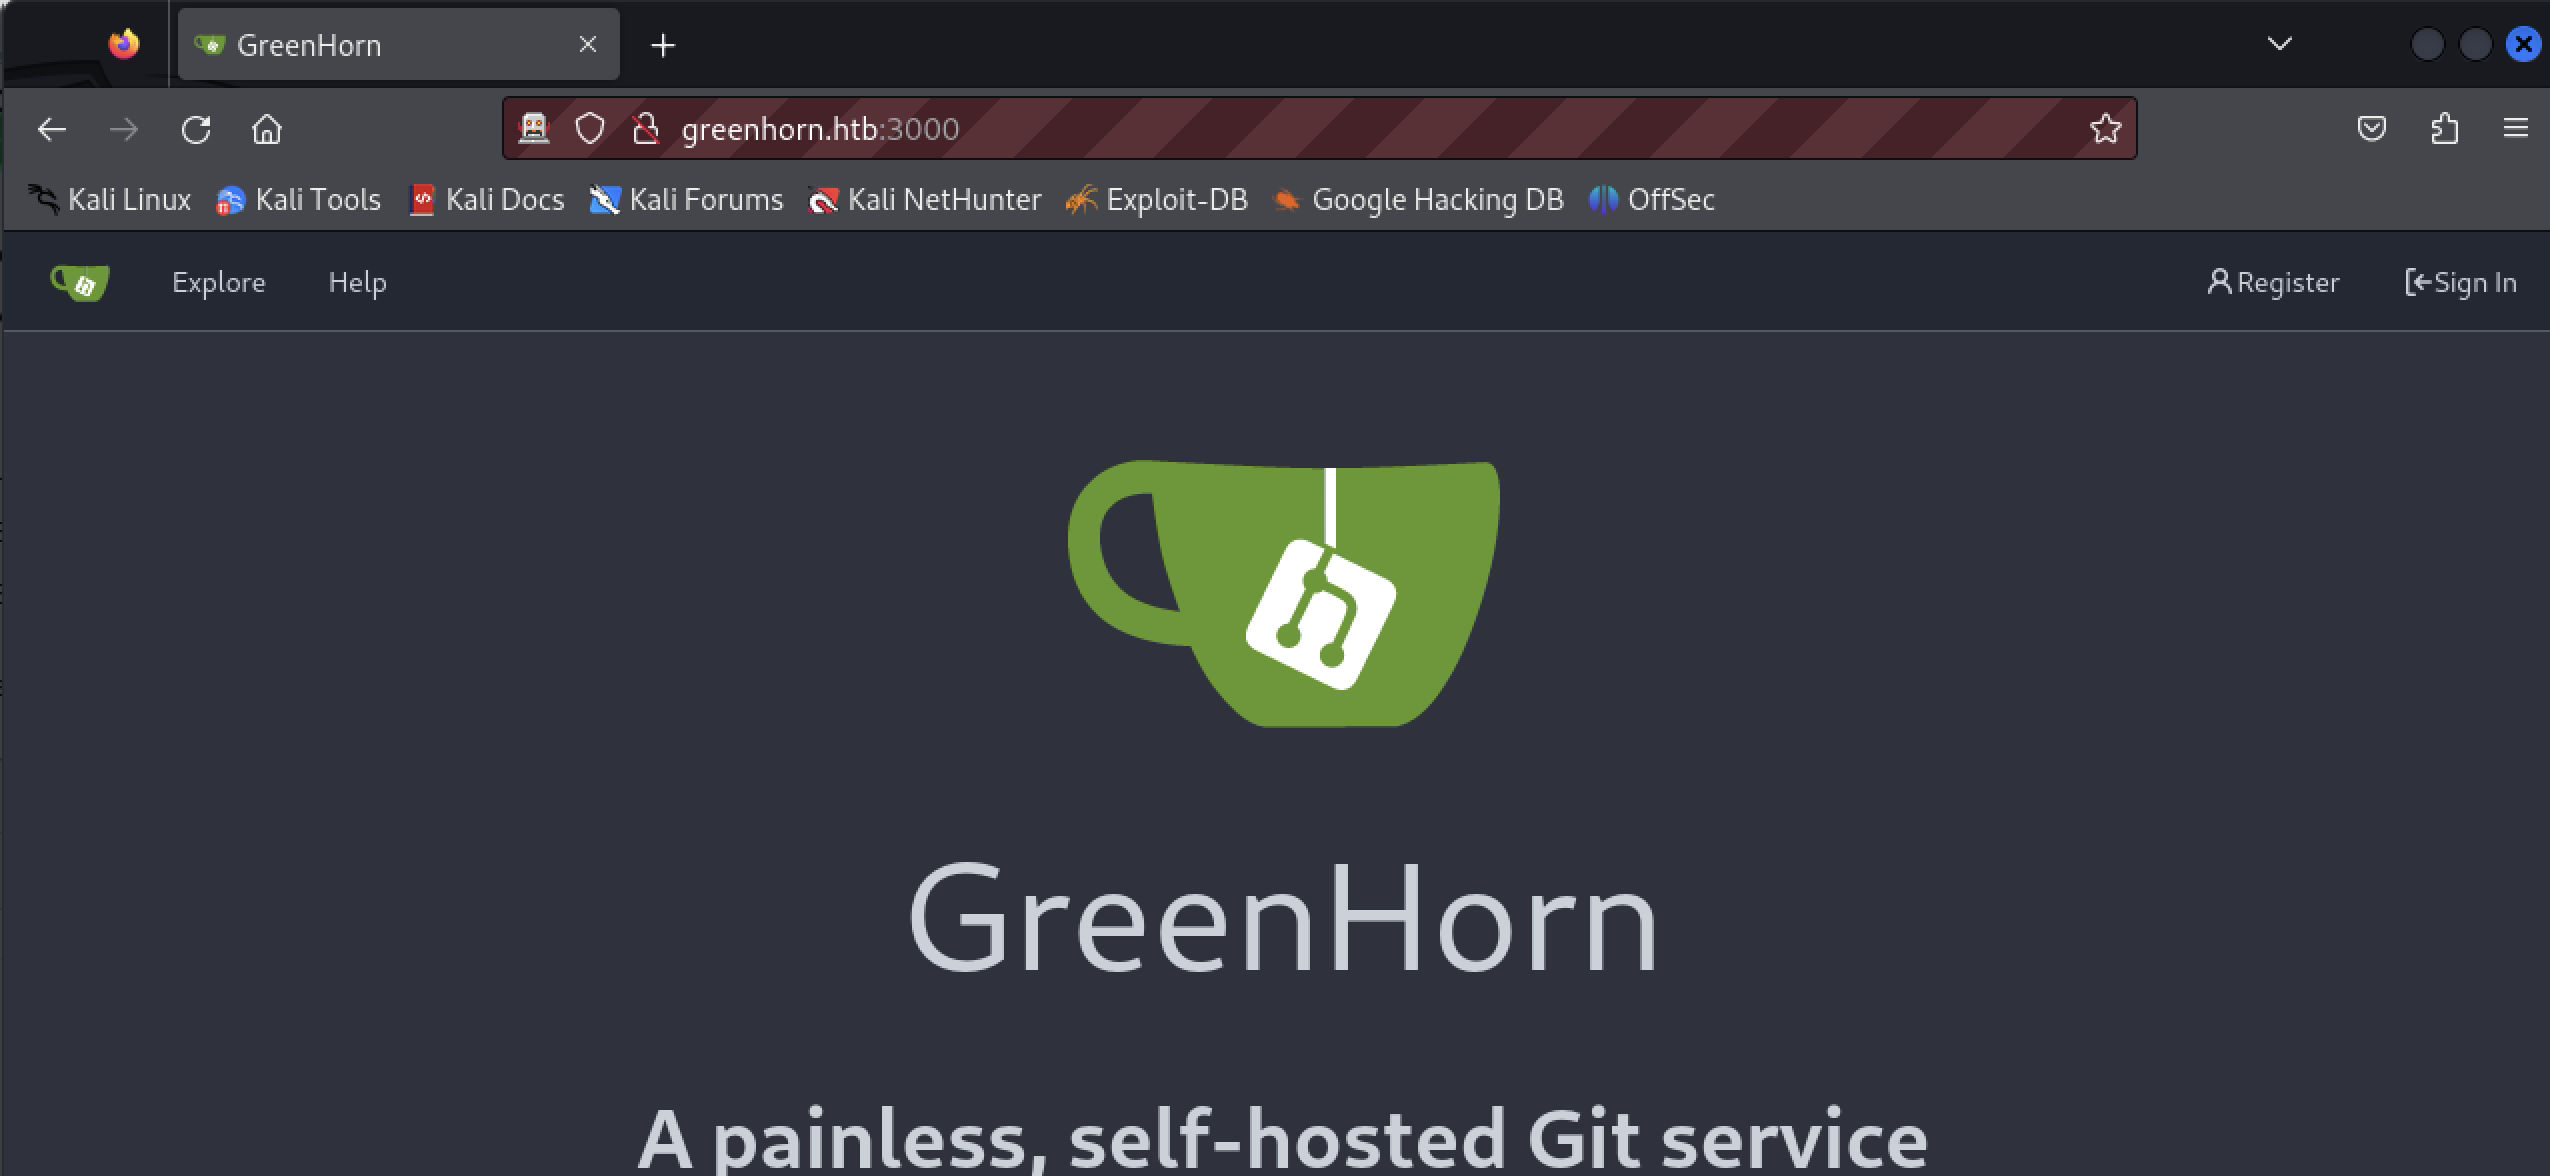 GreenHorn
greenhorn.htb:3000
Kali Linux Kali Tools Kali Docs Kali Forums Kali NetHunter Exploit-DB Google Hacking DB OffSec
Explore Help Register Sign In
GreenHorn
A painless, self-hosted Git service